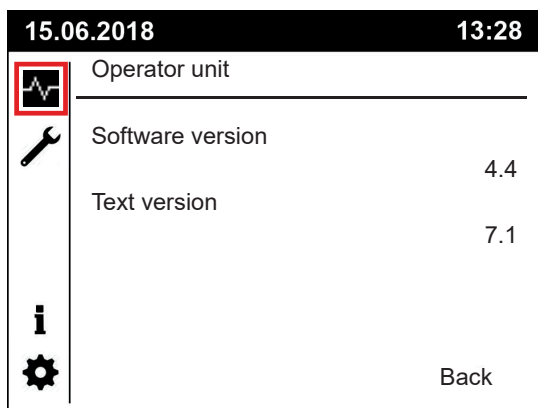 15.06.2018 13:28
Operator unit
Software version
4.4
Text version
7.1
Back